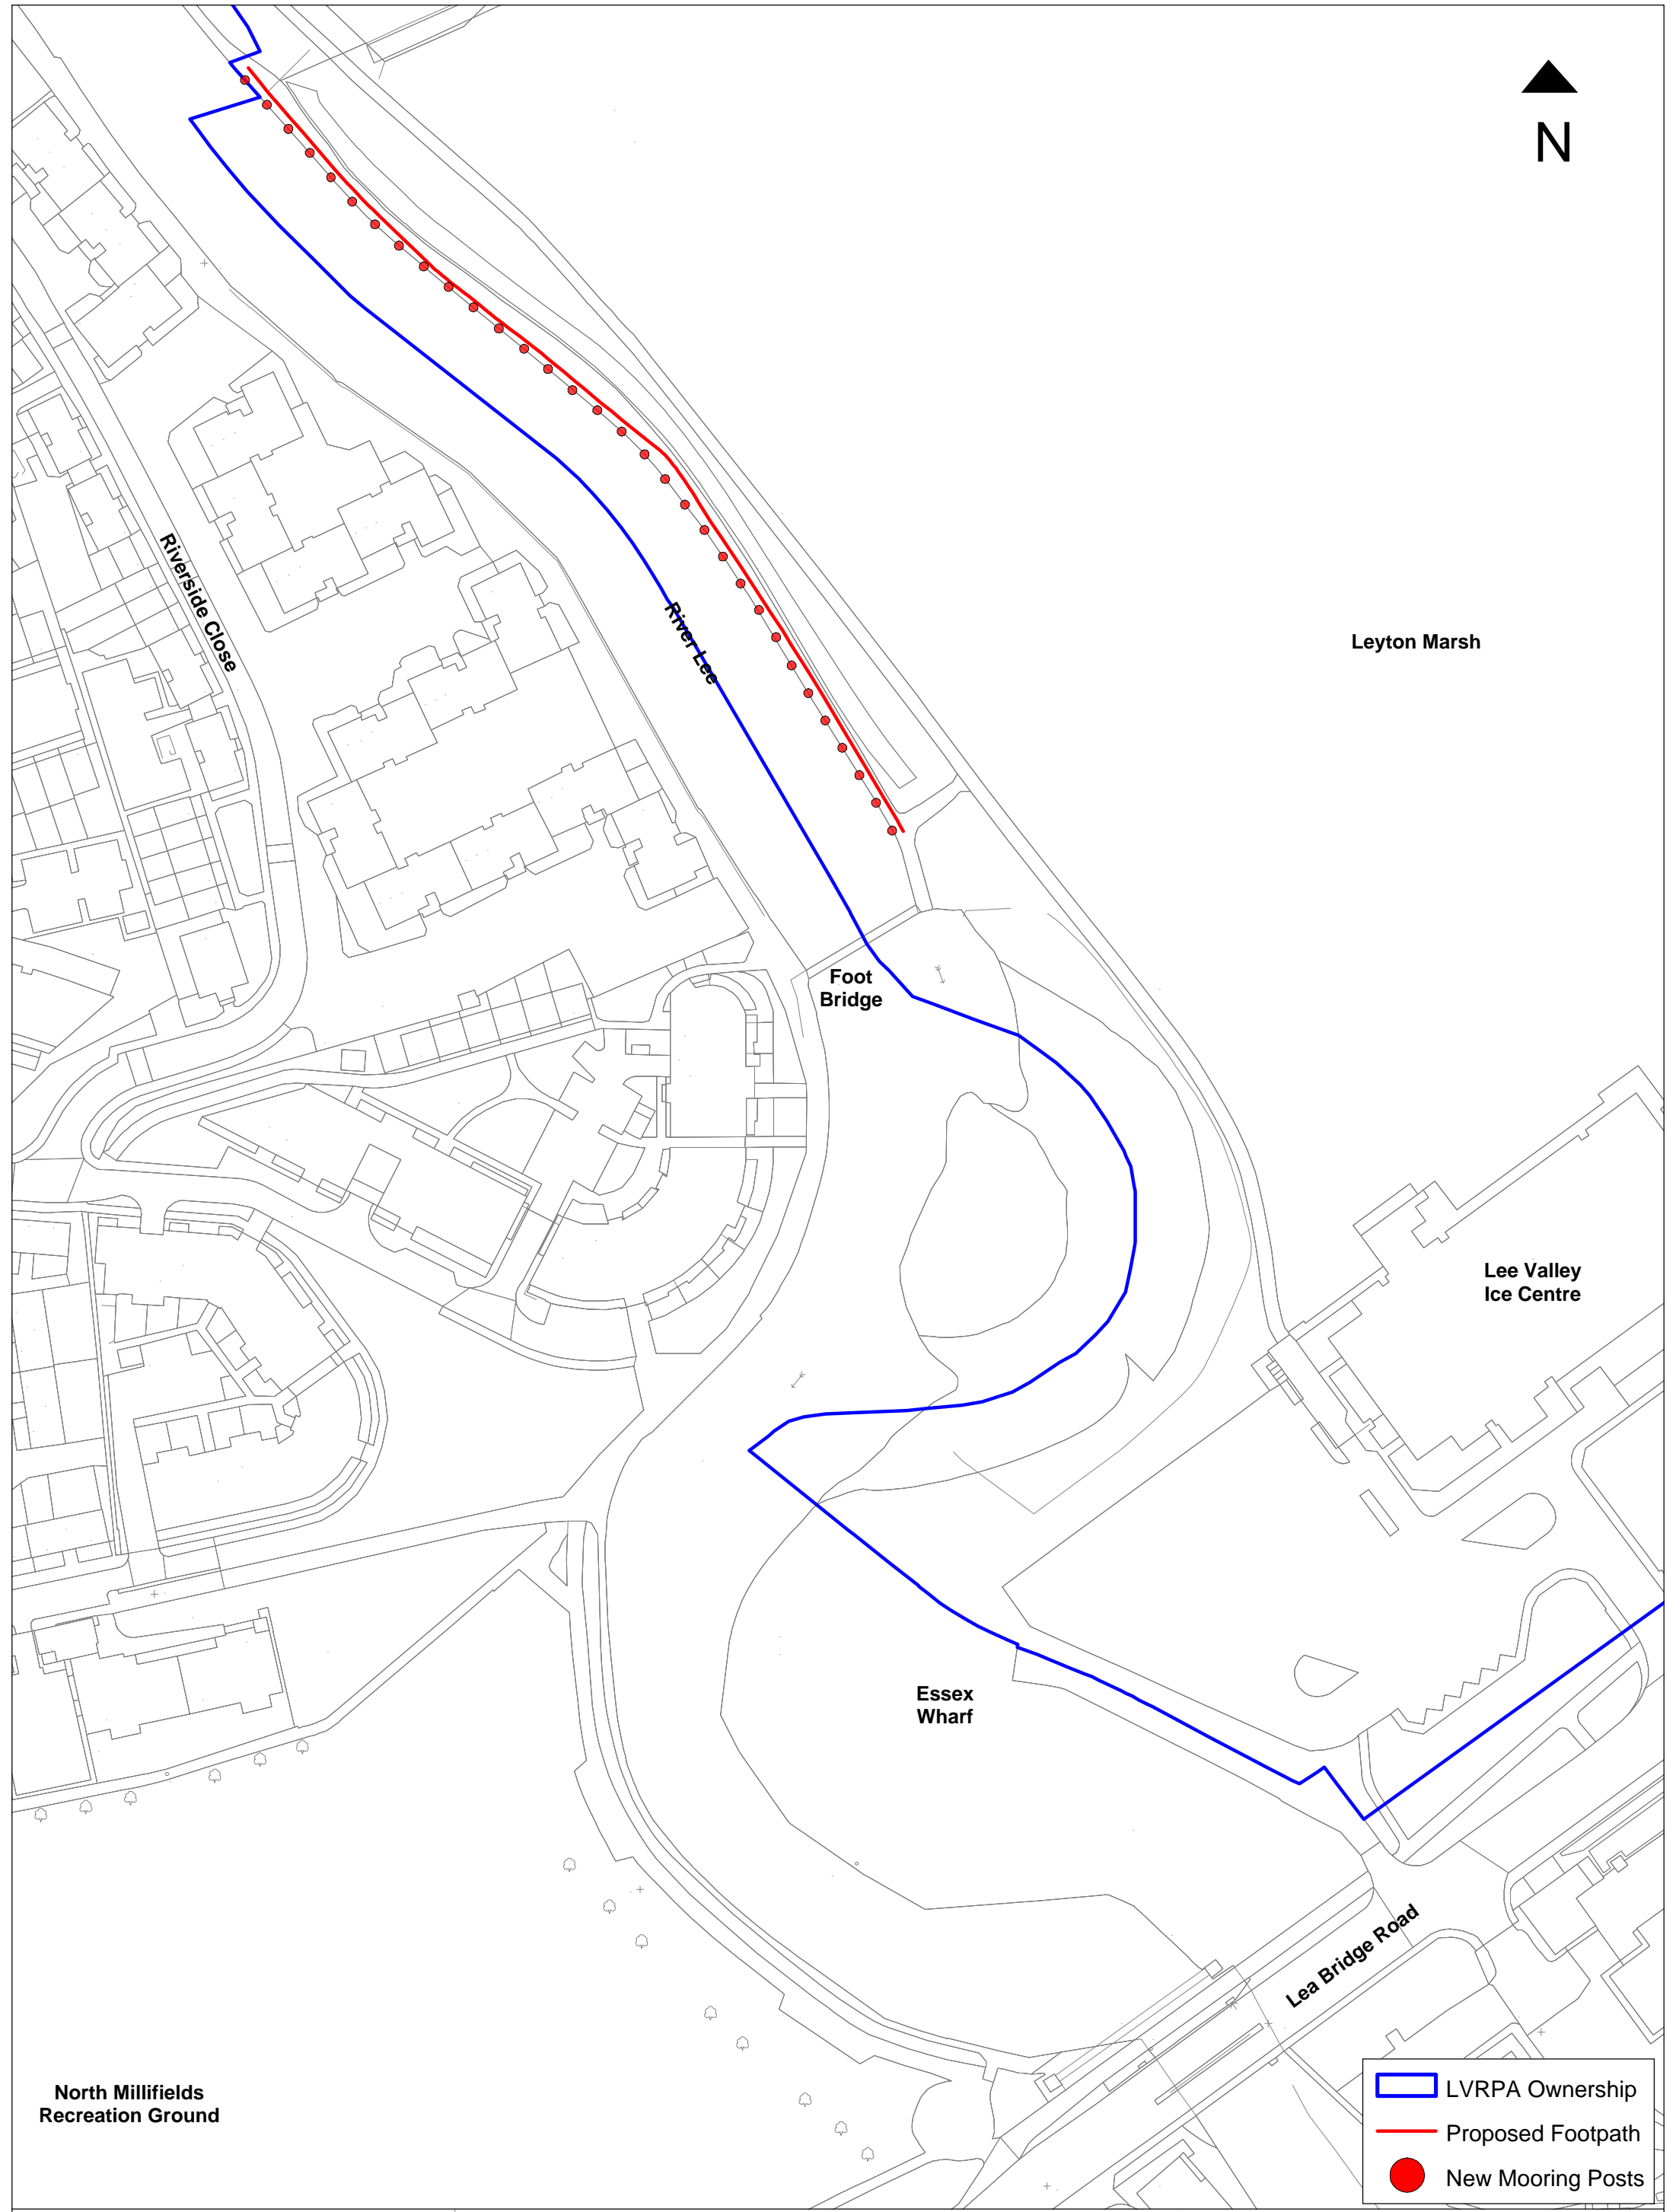 N
Riverside Close
River Lee
Leyton Marsh
Foot
Bridge
Lee Valley
Ice Centre
Essex
Wharf
Lea Bridge Road
North Millifields
Recreation Ground
LVRPA Ownership
Proposed Footpath
New Mooring Posts